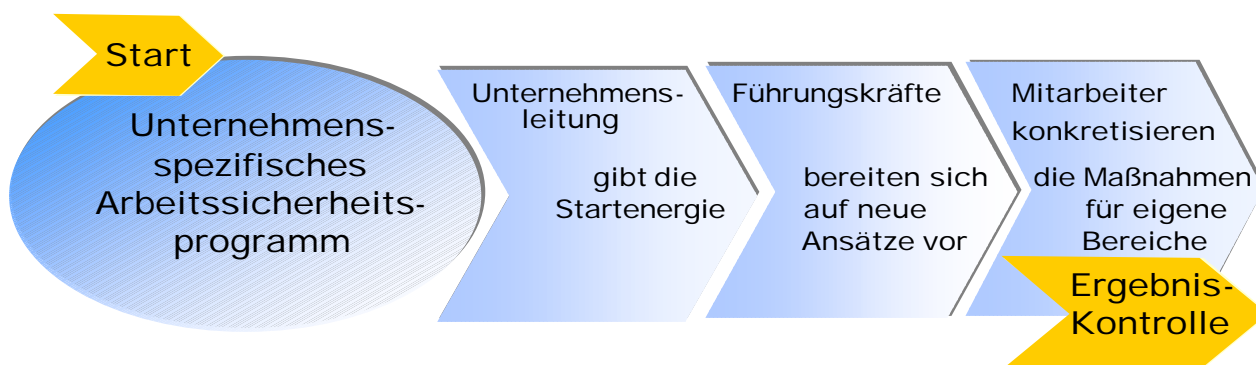 Start
Unternehmens-
spezifisches
Arbeitssicherheits-
programm
Unternehmens-
leitung
gibt die
Startenergie
Führungskräfte
bereiten sich
auf neue
Ansätze vor
Mitarbeiter
konkretisieren
die Maßnahmen
für eigene
Bereiche
Ergebnis-
Kontrolle